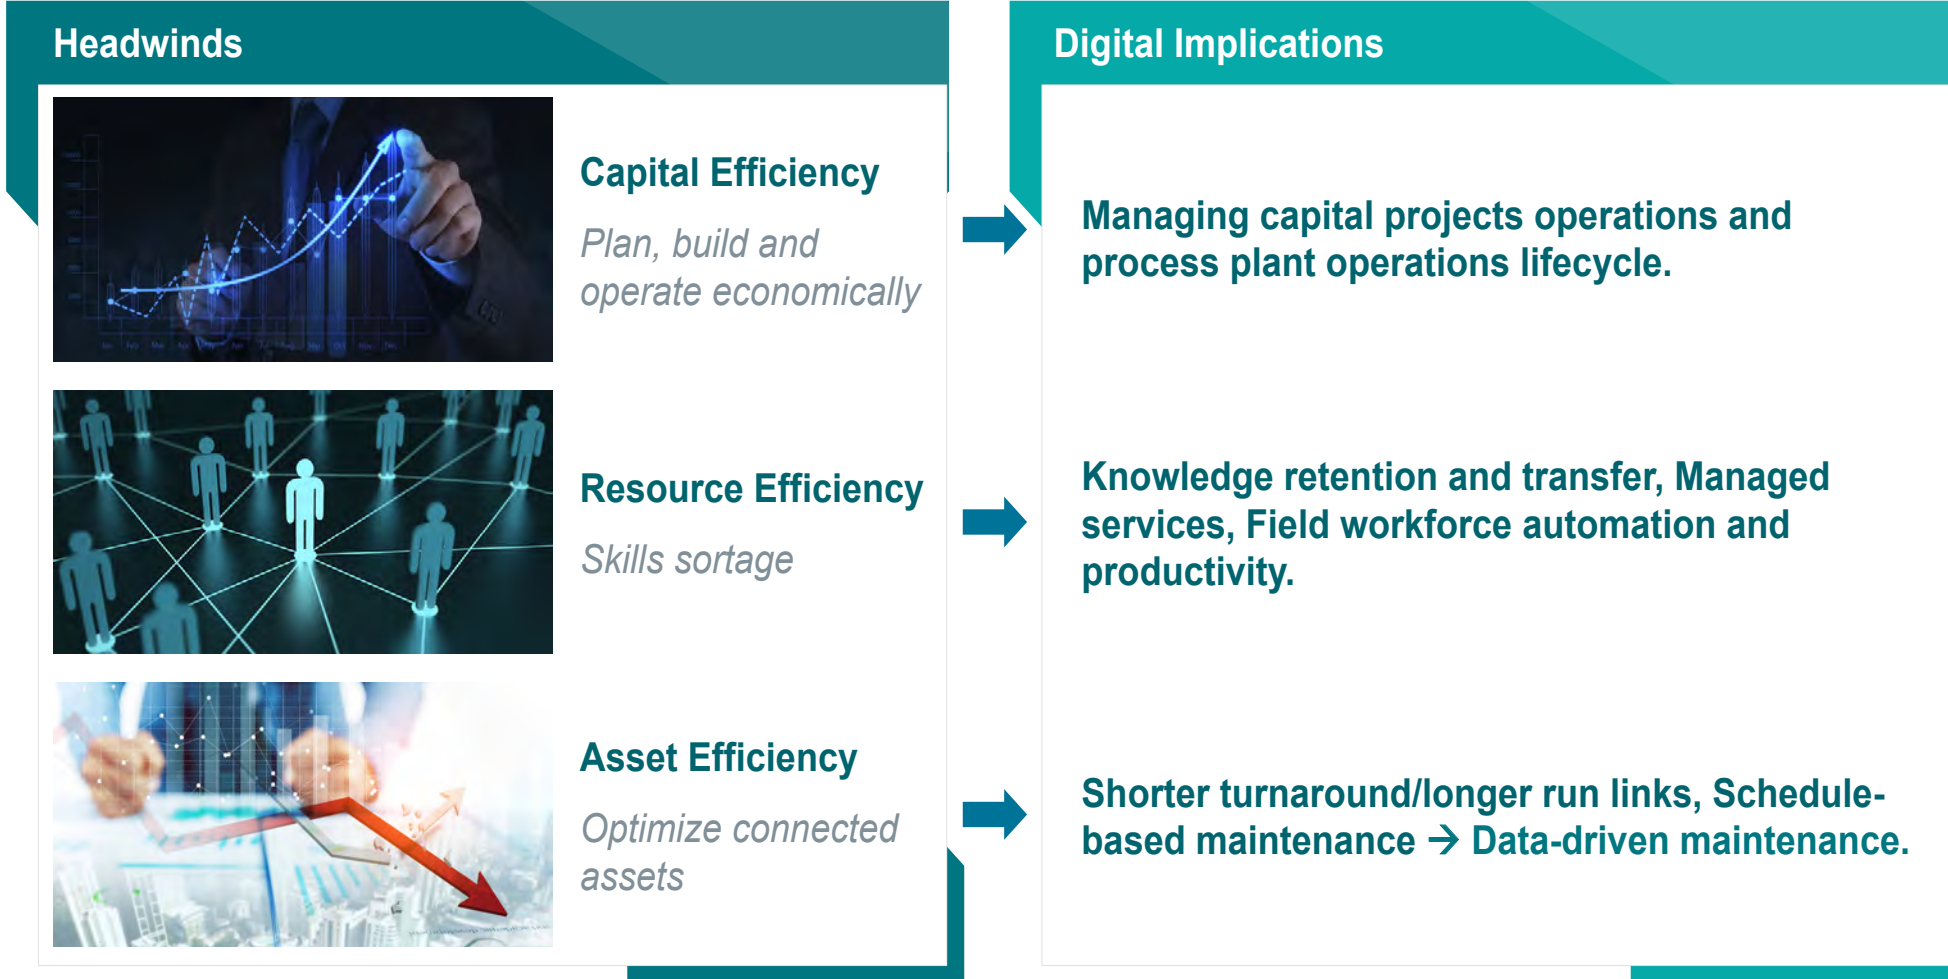 Headwinds
Digital Implications
Capital Efficiency
Plan, build and
operate economically
Managing capital projects operations and
process plant operations lifecycle.
Resource Efficiency
Skills sortage
Knowledge retention and transfer, Managed
services, Field workforce automation and
productivity.
Asset Efficiency
Optimize connected
assets
Shorter turnaround/longer run links, Schedule-
based maintenance → Data-driven maintenance.